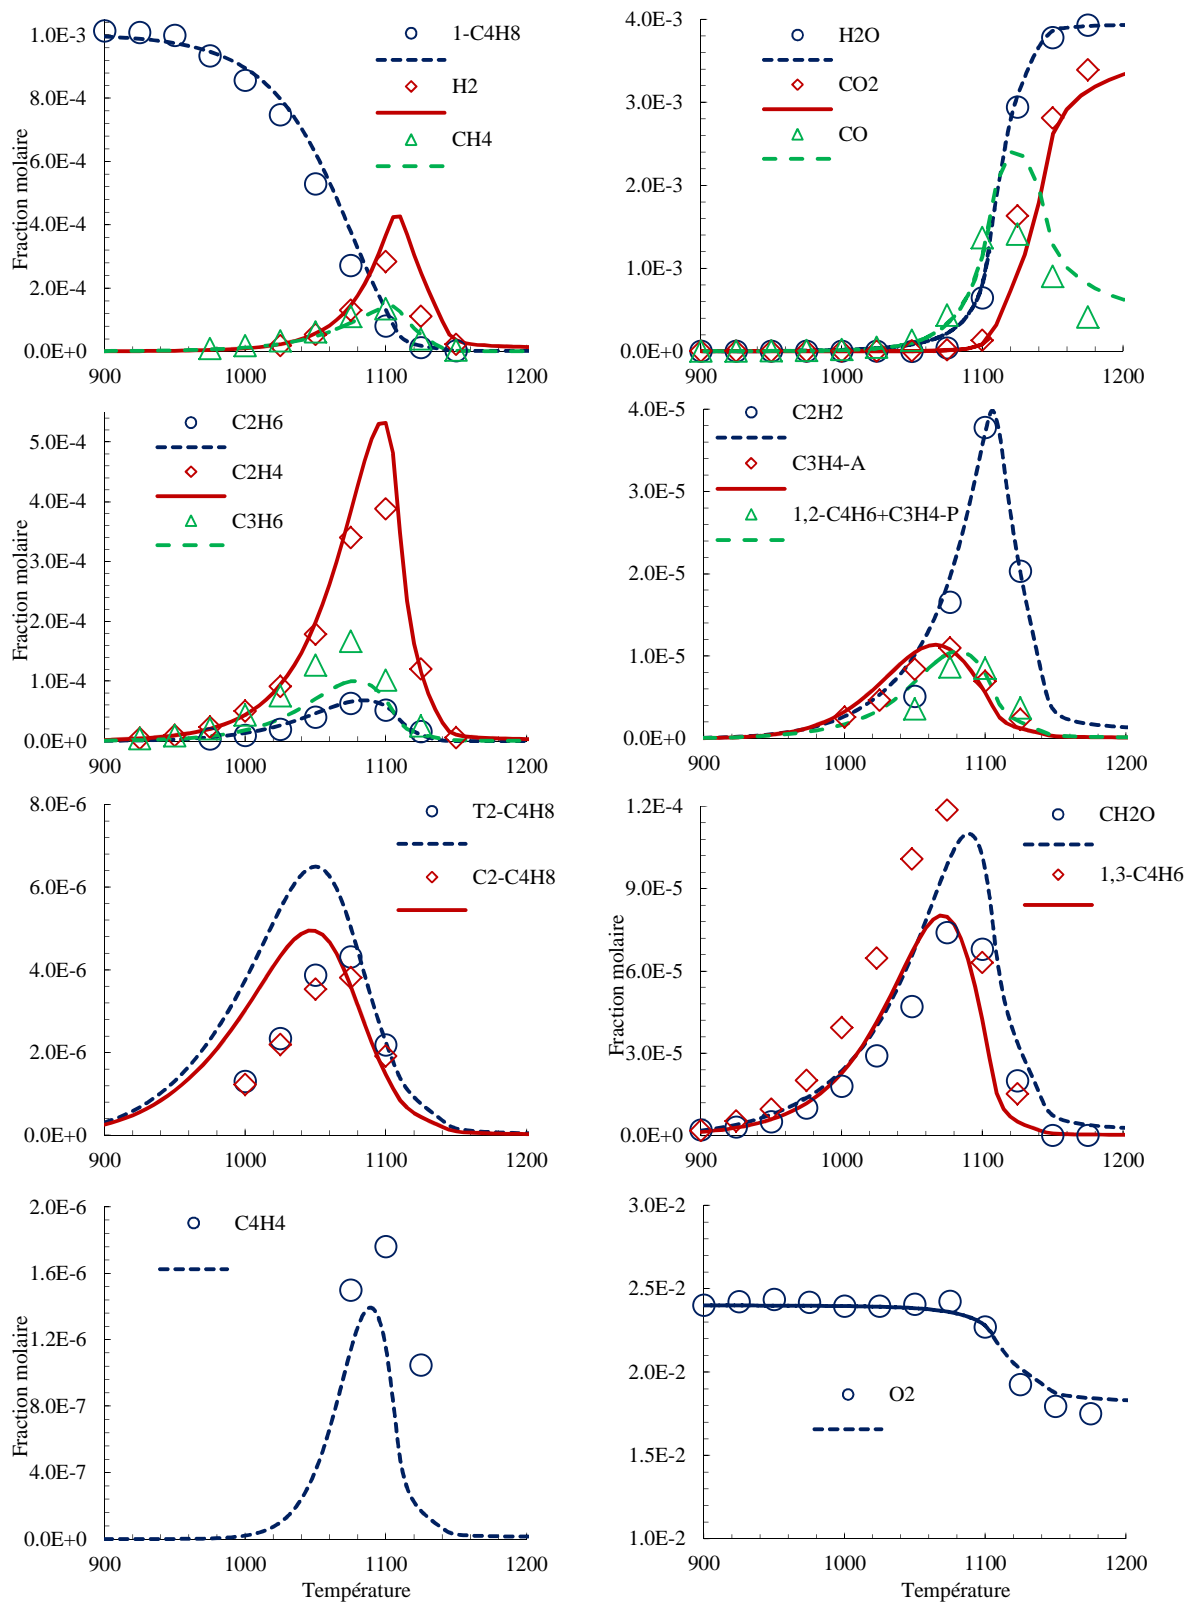 1.0E-3
8.0E-4
6.0E-4
4.0E-4
2.0E-4
0.0E+0
900
1000
1100
1200
Fraction molaire
1-C4H8
H2
CH4
4.0E-3
3.0E-3
2.0E-3
1.0E-3
0.0E+0
900
1000
1100
1200
H2O
CO2
CO
5.0E-4
4.0E-4
3.0E-4
2.0E-4
1.0E-4
0.0E+0
900
1000
1100
1200
Fraction molaire
C2H6
C2H4
C3H6
4.0E-5
3.0E-5
2.0E-5
1.0E-5
0.0E+0
900
1000
1100
1200
C2H2
C3H4-A
1,2-C4H6+C3H4-P
8.0E-6
6.0E-6
4.0E-6
2.0E-6
0.0E+0
900
1000
1100
1200
T2-C4H8
C2-C4H8
1.2E-4
9.0E-5
6.0E-5
3.0E-5
0.0E+0
900
1000
1100
1200
Fraction molaire
CH2O
1,3-C4H6
2.0E-6
1.6E-6
1.2E-6
8.0E-7
4.0E-7
0.0E+0
900
1000
1100
1200
Fraction molaire
Température
C4H4
3.0E-2
2.5E-2
2.0E-2
1.5E-2
1.0E-2
900
1000
1100
1200
Température
O2